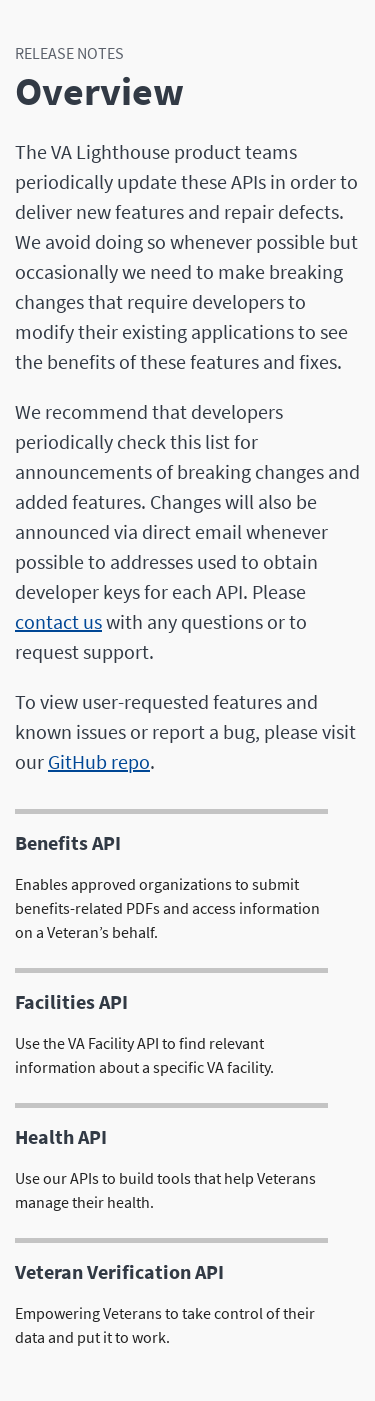 RELEASE NOTES
Overview
The VA Lighthouse product teams
periodically update these APIs in order to
deliver new features and repair defects.
We avoid doing so whenever possible but
occasionally we need to make breaking
changes that require developers to
modify their existing applications to see
the benefits of these features and fixes.
We recommend that developers
periodically check this list for
announcements of breaking changes and
added features. Changes will also be
announced via direct email whenever
possible to addresses used to obtain
developer keys for each API. Please
contact us with any questions or to
request support.
To view user-requested features and
known issues or report a bug, please visit
our GitHub repo.
Benefits API
Enables approved organizations to submit
benefits-related PDFs and access information
on a Veteran’s behalf.
Facilities API
Use the VA Facility API to find relevant
information about a specific VA facility.
Health API
Use our APIs to build tools that help Veterans
manage their health.
Veteran Verification API
Empowering Veterans to take control of their
data and put it to work.